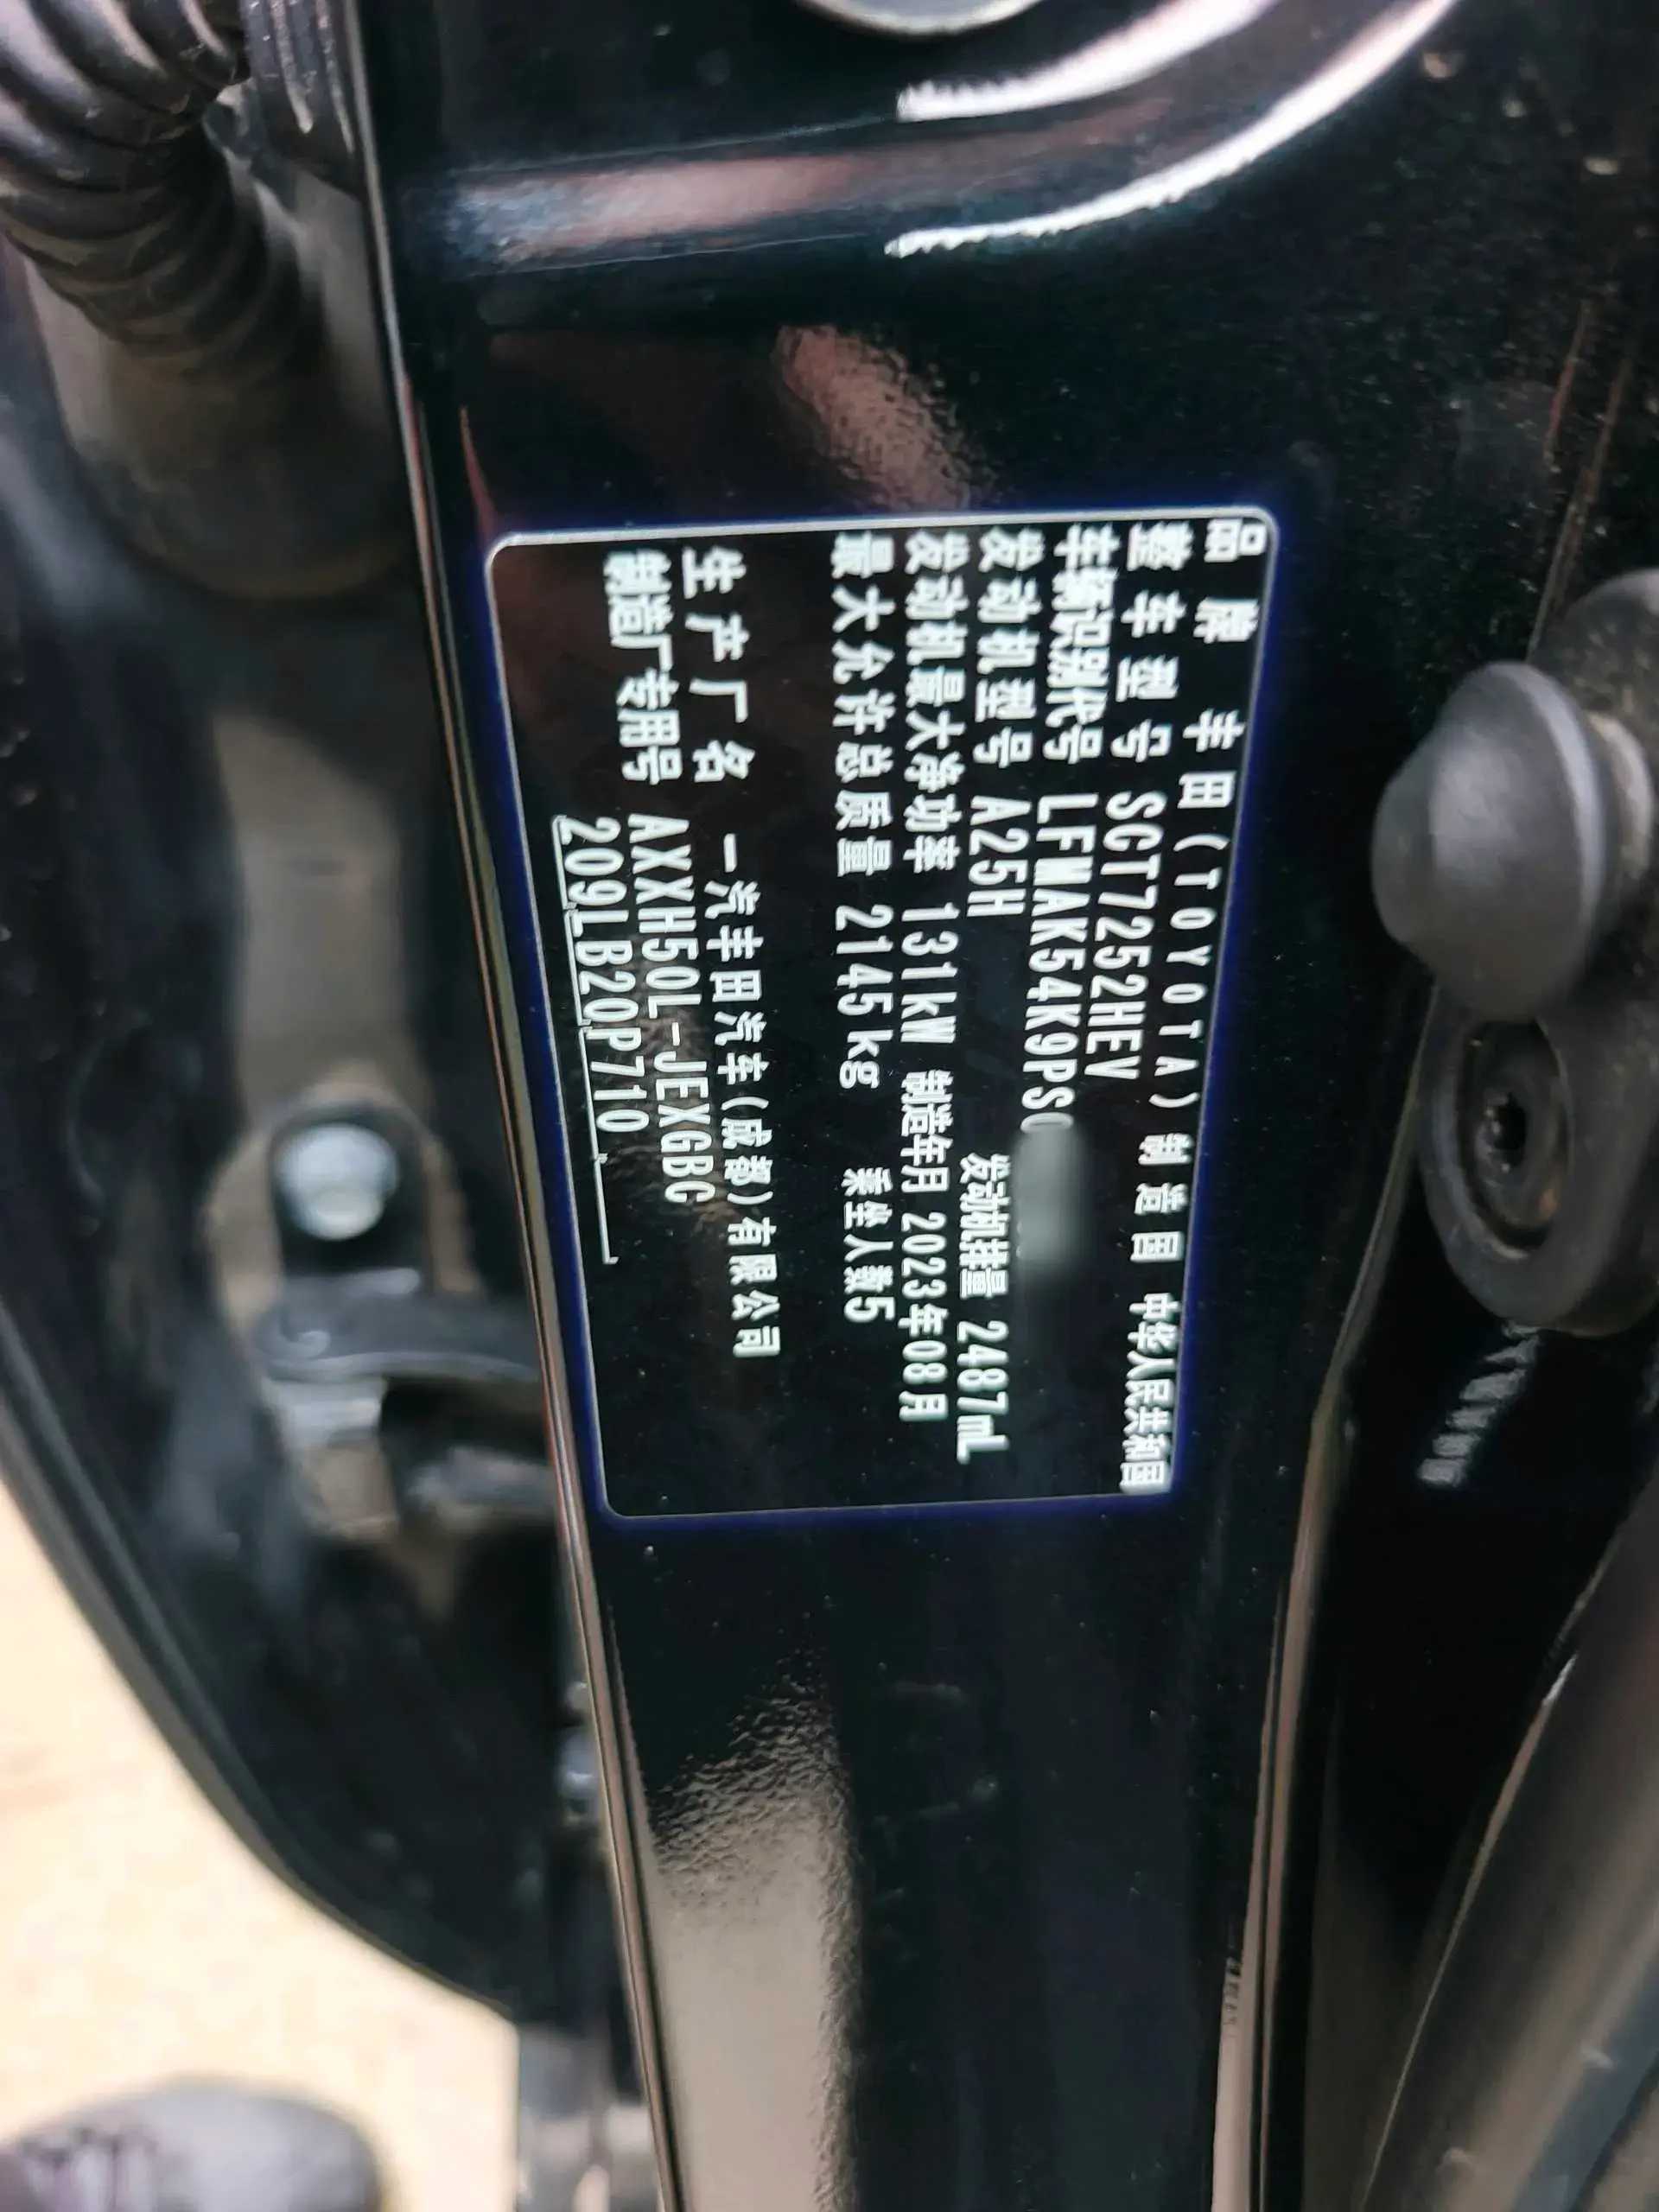 品牌 丰田(TOYOTA) 制造国 中华人民共和国
整车型号 SCT7252HEV
车辆识别代号 LFMAK54K9PS0
发动机型号 A25H 发动机排量 2487mL
发动机最大净功率 131kW 制造年月 2023年08月
最大允许总质量 2145kg 乘坐人数5
生产厂名 一汽丰田汽车(成都)有限公司
制造厂专用号 AXXH50L-JEXGBC
209LB20P710